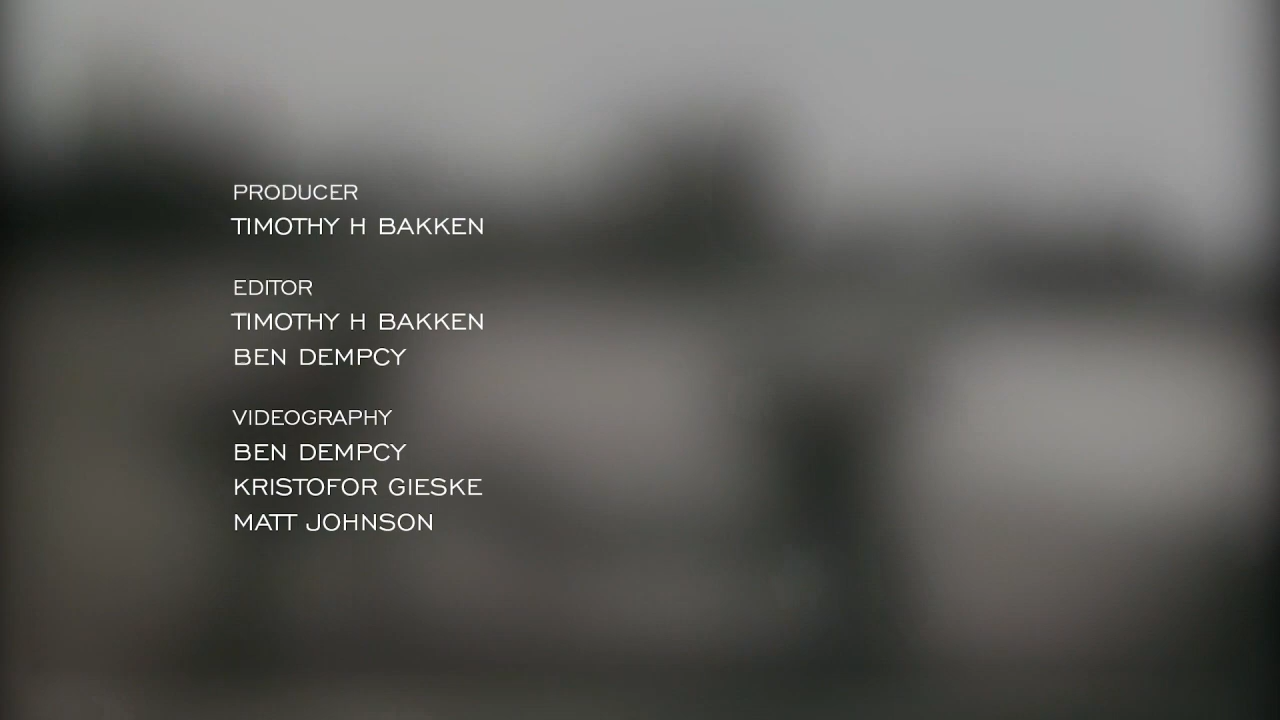 PRODUCER
TIMOTHY H BAKKEN
EDITOR
TIMOTHY H BAKKEN
BEN DEMPCY
VIDEOGRAPHY
BEN DEMPCY
KRISTOFOR GIESKE
MATT JOHNSON